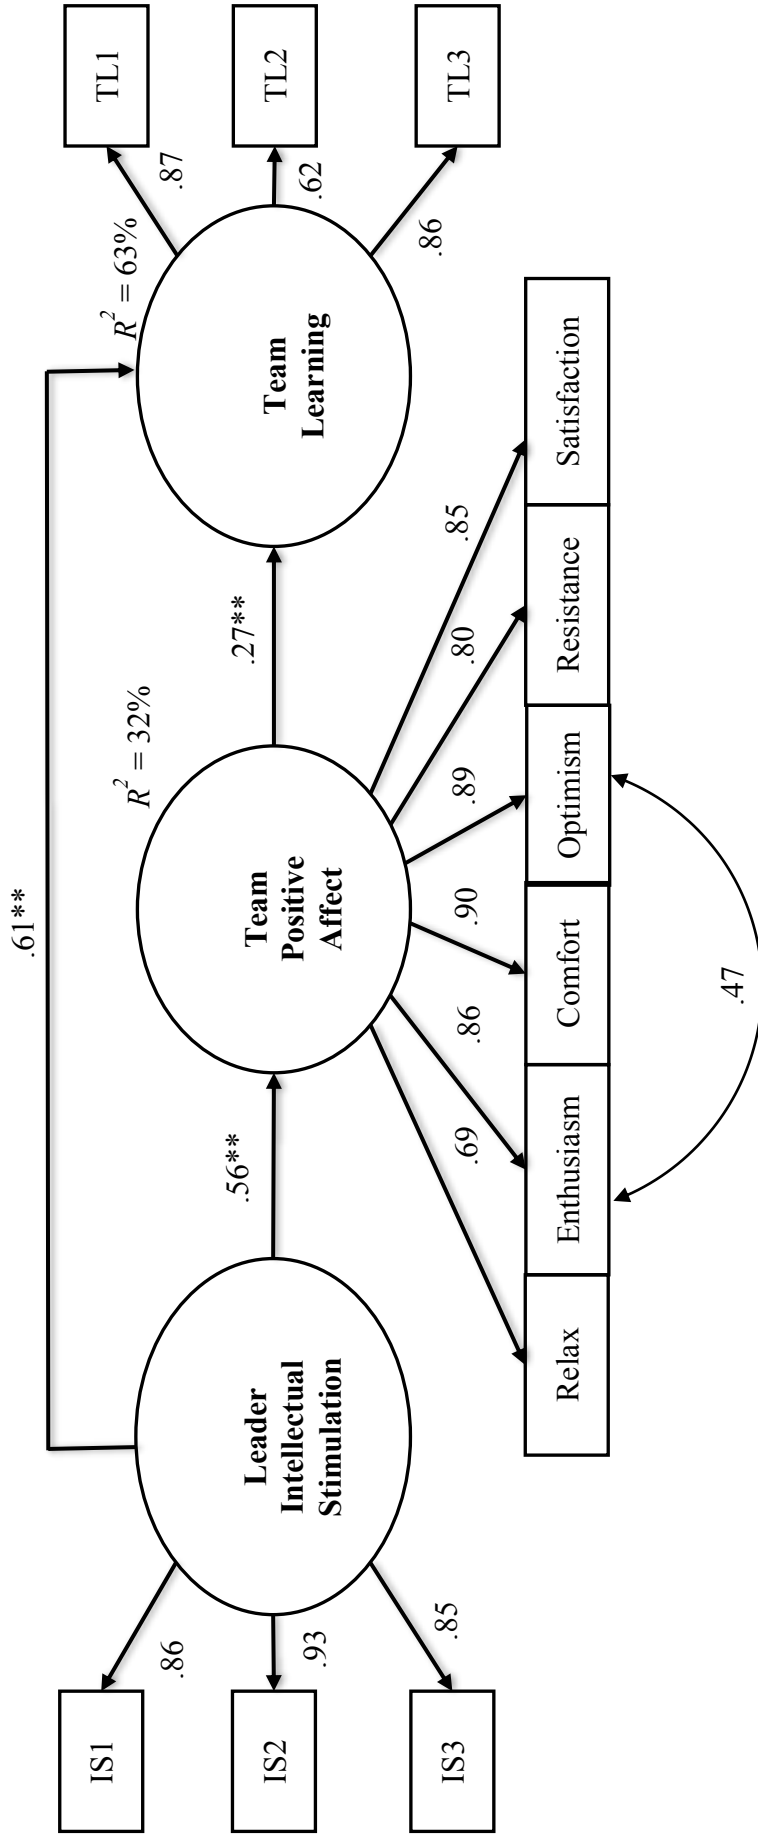 .61**
IS1
IS2
IS3
.86
.93
.85
Leader
Intellectual
Stimulation
.56**
R² = 32%
Team
Positive
Affect
.27**
R² = 63%
Team
Learning
.87
.62
.86
TL1
TL2
TL3
.69
.86
.90
.89
.80
.85
Relax
Enthusiasm
Comfort
Optimism
Resistance
Satisfaction
.47